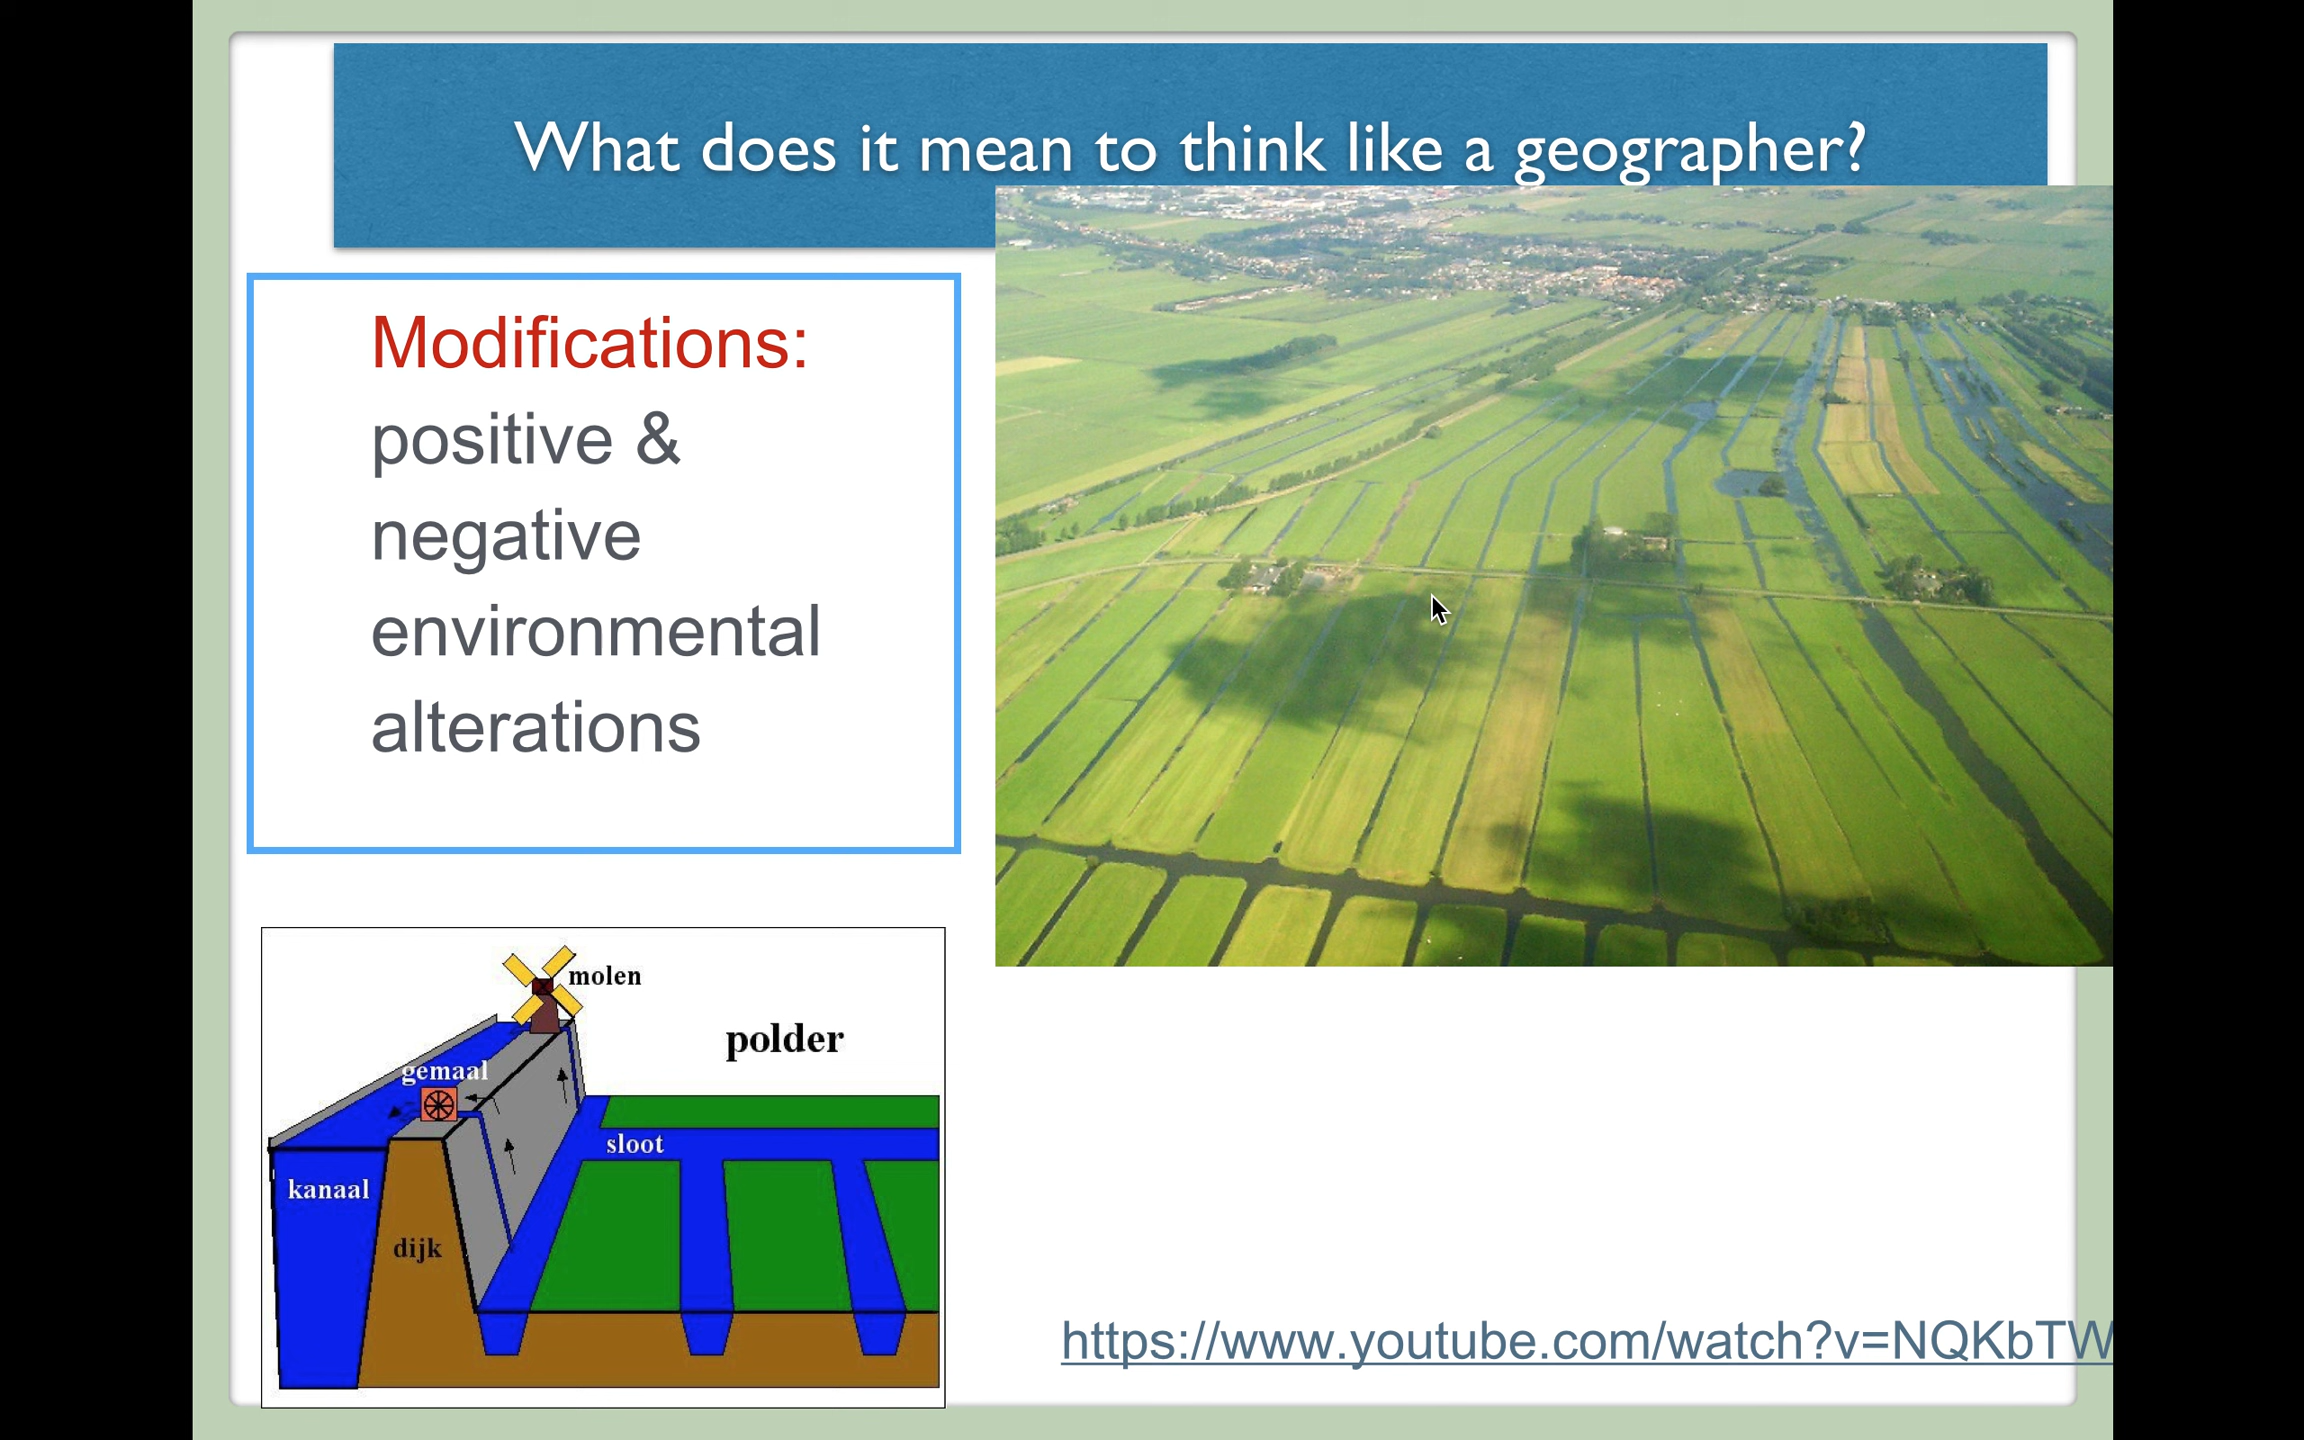 What does it mean to think like a geographer?
Modifications:
positive &
negative
environmental
alterations
molen
polder
gemaal
sloot
kanaal
dijk
https://www.youtube.com/watch?v=NQKbTW